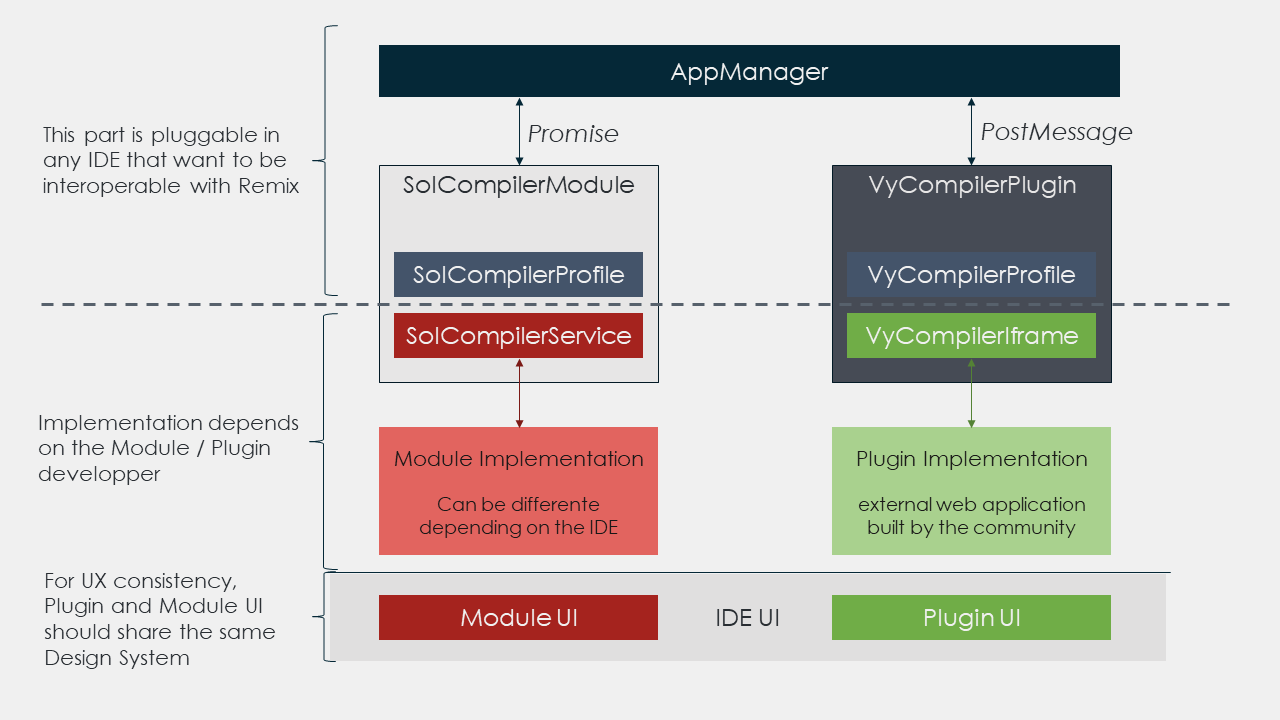 AppManager
This part is pluggable in
any IDE that want to be
interoperable with Remix
Promise
PostMessage
SolCompilerModule
VyCompilerPlugin
SolCompilerProfile
VyCompilerProfile
SolCompilerService
VyCompilerIframe
Implementation depends
on the Module / Plugin
developper
Module Implementation
Can be differente
depending on the IDE
Plugin Implementation
external web application
built by the community
For UX consistency,
Plugin and Module UI
should share the same
Design System
Module UI
IDE UI
Plugin UI